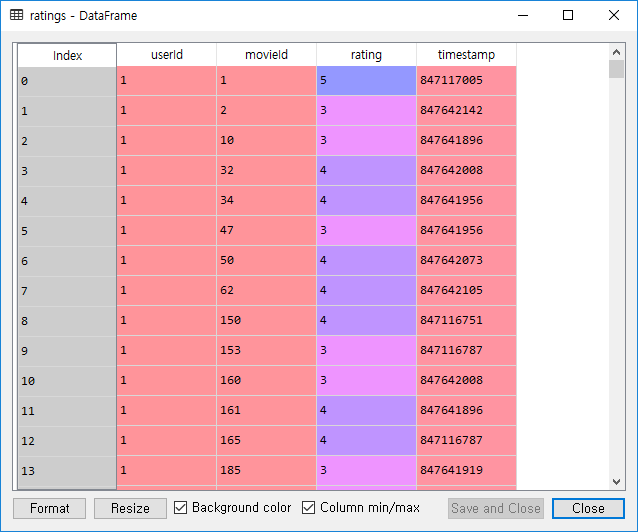 ratings - DataFrame
Index userId movieId rating timestamp
0 1 1 5 847117005
1 1 2 3 847642142
2 1 10 3 847641896
3 1 32 4 847642008
4 1 34 4 847641956
5 1 47 3 847641956
6 1 50 4 847642073
7 1 62 4 847642105
8 1 150 4 847116751
9 1 153 3 847116787
10 1 160 3 847642008
11 1 161 4 847641896
12 1 165 4 847116787
13 1 185 3 847641919
Format Resize Background color Column min/max Save and Close Close